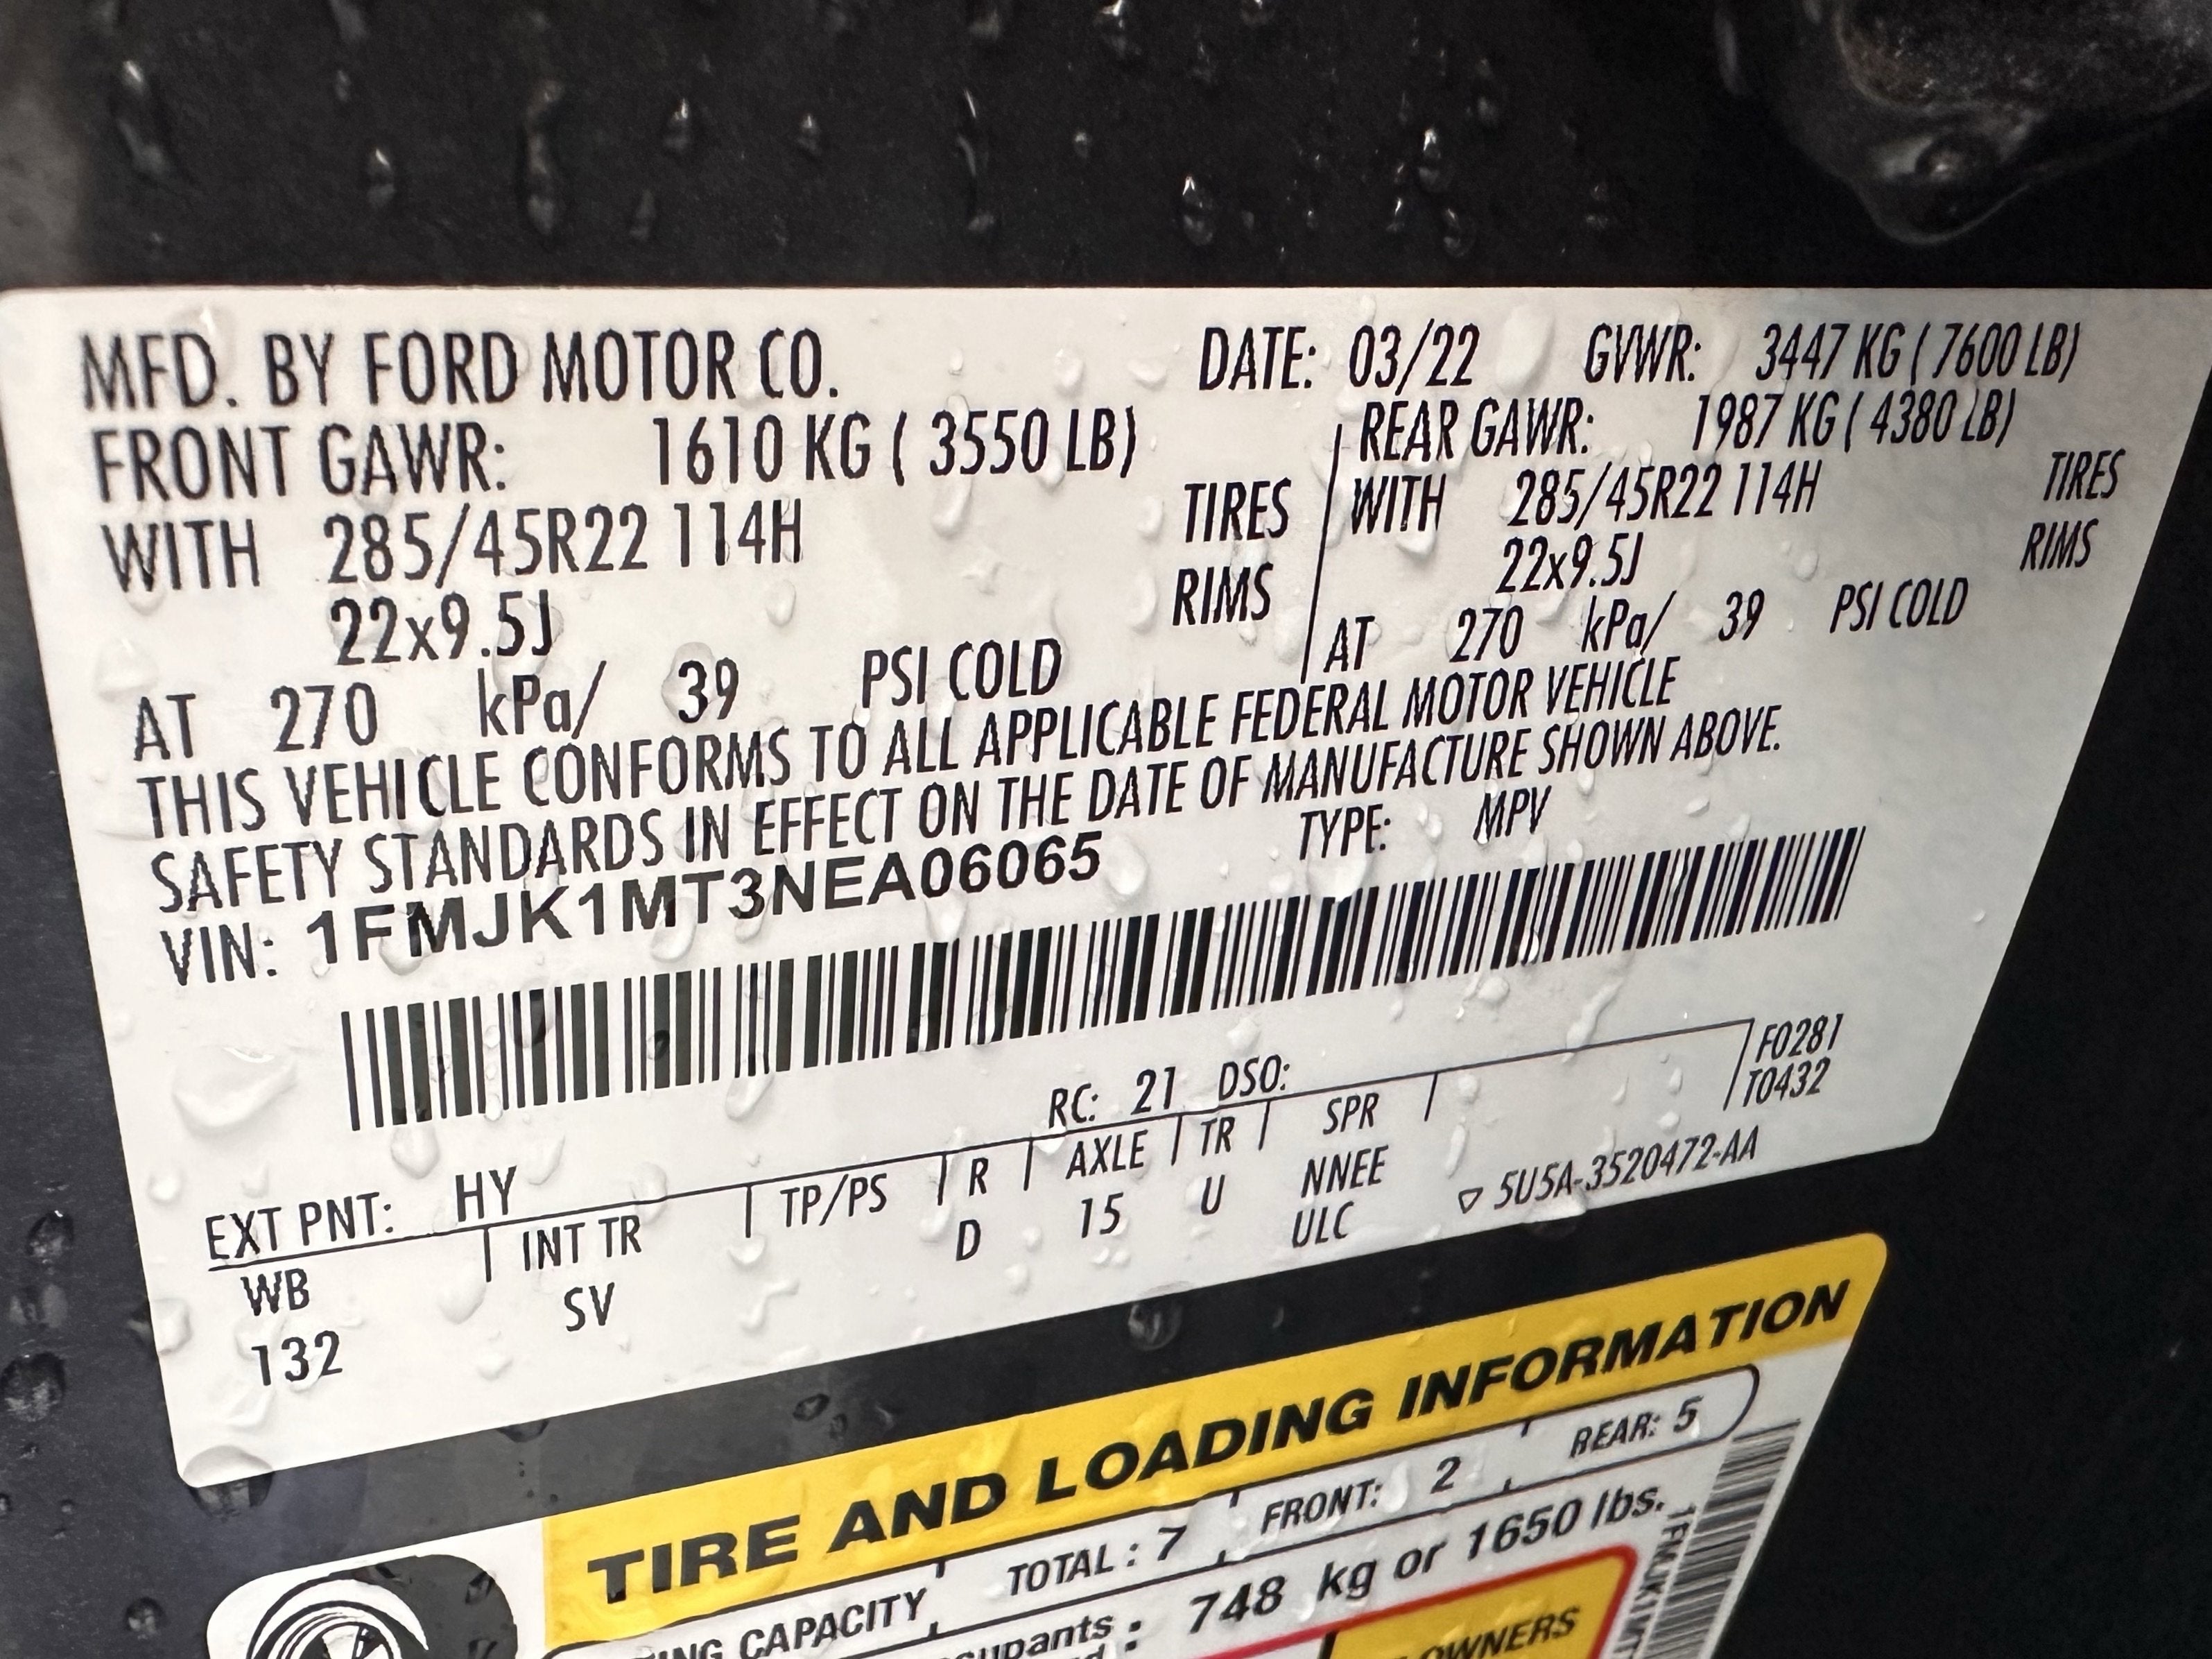 MFD. BY FORD MOTOR CO. DATE: 03/22 GVWR: 3447 KG ( 7600 LB)
FRONT GAWR: 1610 KG ( 3550 LB) REAR GAWR: 1987 KG ( 4380 LB)
WITH 285/45R22 114H TIRES WITH 285/45R22 114H TIRES
22x9.5J RIMS 22x9.5J RIMS
AT 270 kPa/ 39 PSI COLD AT 270 kPa/ 39 PSI COLD
THIS VEHICLE CONFORMS TO ALL APPLICABLE FEDERAL MOTOR VEHICLE
SAFETY STANDARDS IN EFFECT ON THE DATE OF MANUFACTURE SHOWN ABOVE.
VIN: 1FMJK1MT3NEA06065 TYPE: MPV
F0281
T0432
EXT PNT: HY RC: 21 DSO:
WB INT TR TP/PS R AXLE TR SPR
132 SV D 15 U NNEE
ULC
5U5A-3520472-AA
TIRE AND LOADING INFORMATION
CAPACITY TOTAL : 7 FRONT: 2 REAR: 5
: 748 kg or 1650 lbs.
OWNERS